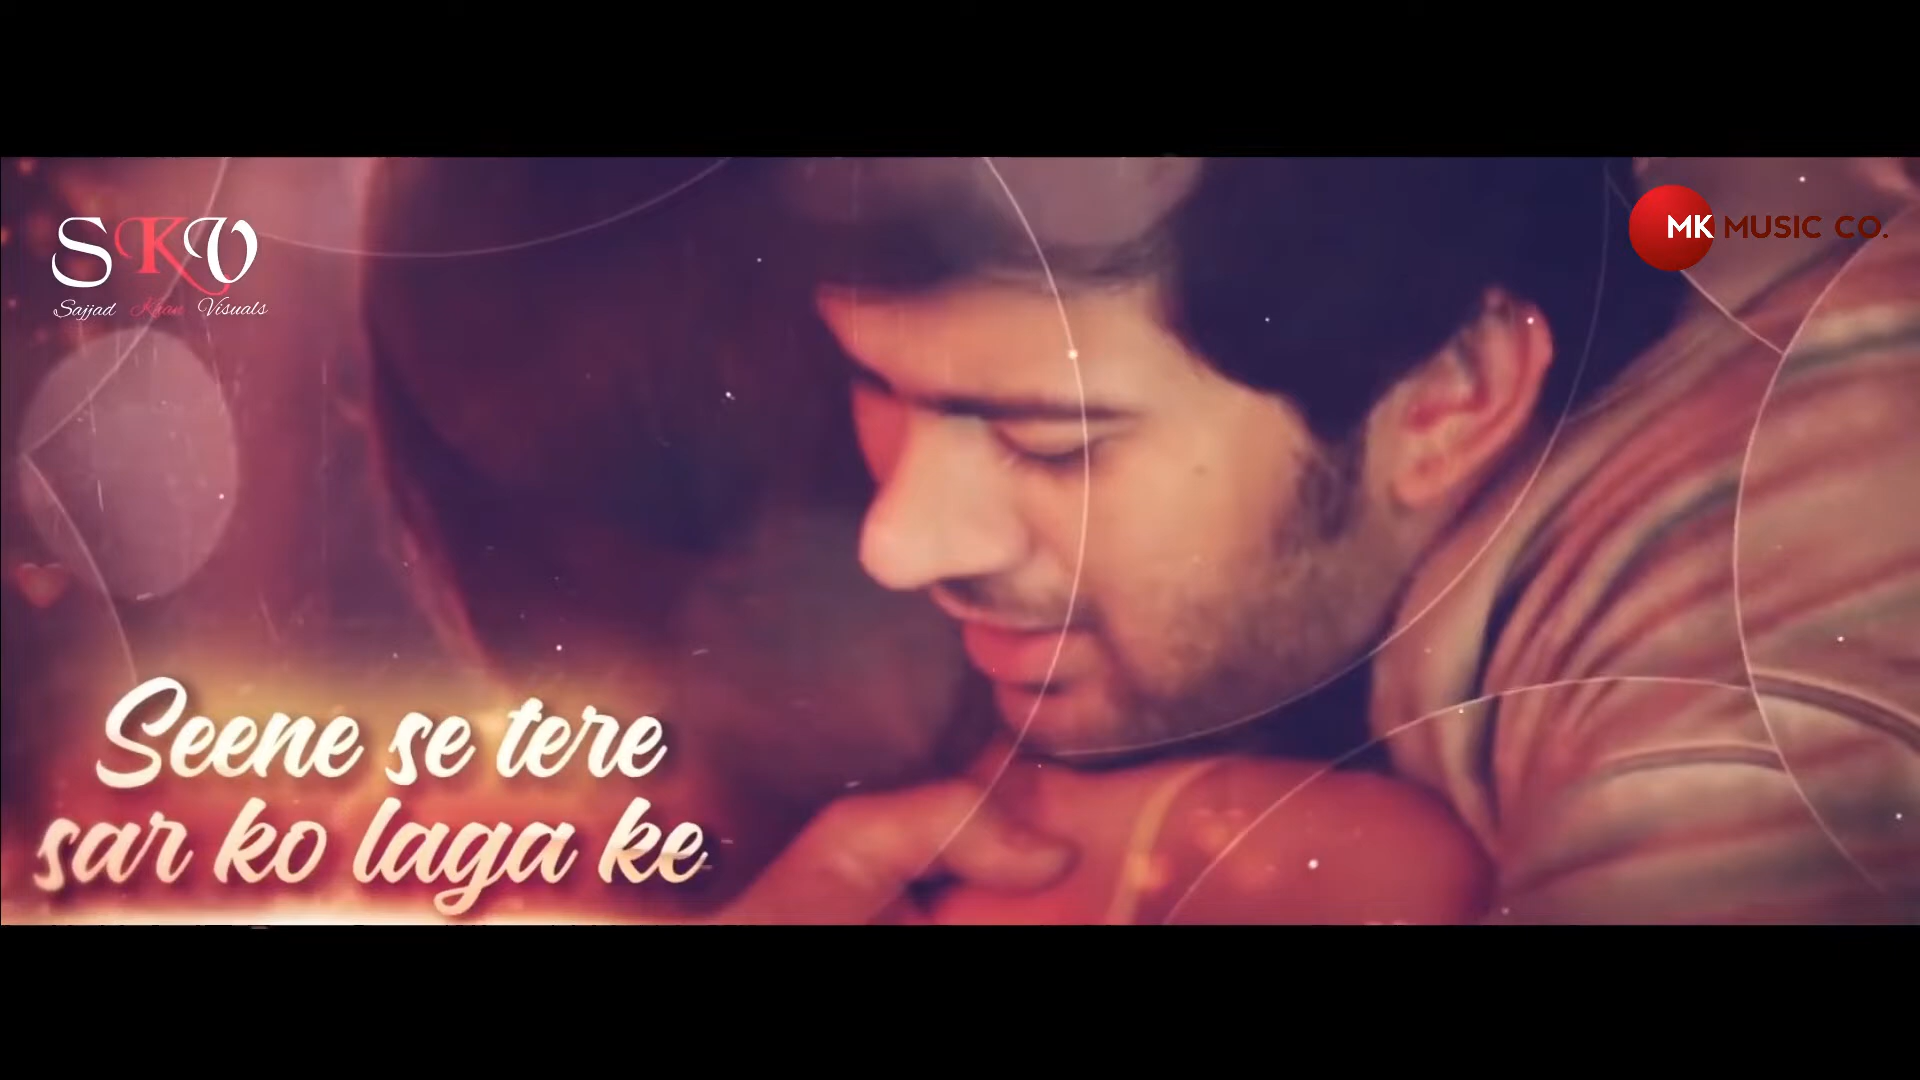 SKV
Sajjad Khan Visuals
MK MUSIC CO.
Seene se tere
sar ko laga ke